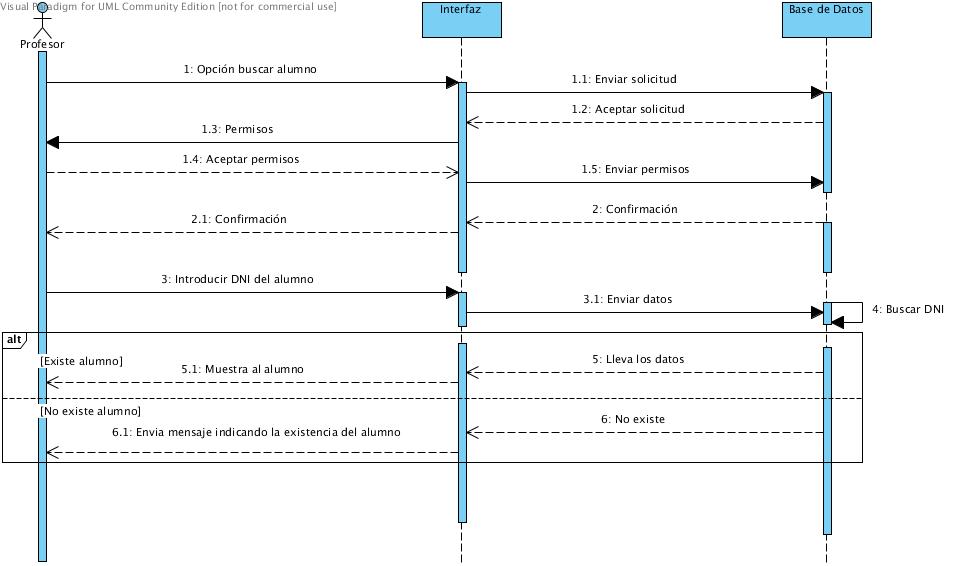 Visual Paradigm for UML Community Edition [not for commercial use]
Profesor
Interfaz
Base de Datos
1: Opción buscar alumno
1.1: Enviar solicitud
1.2: Aceptar solicitud
1.3: Permisos
1.4: Aceptar permisos
1.5: Enviar permisos
2: Confirmación
2.1: Confirmación
3: Introducir DNI del alumno
3.1: Enviar datos
4: Buscar DNI
alt
[Existe alumno]
5: Lleva los datos
5.1: Muestra al alumno
[No existe alumno]
6: No existe
6.1: Envia mensaje indicando la existencia del alumno